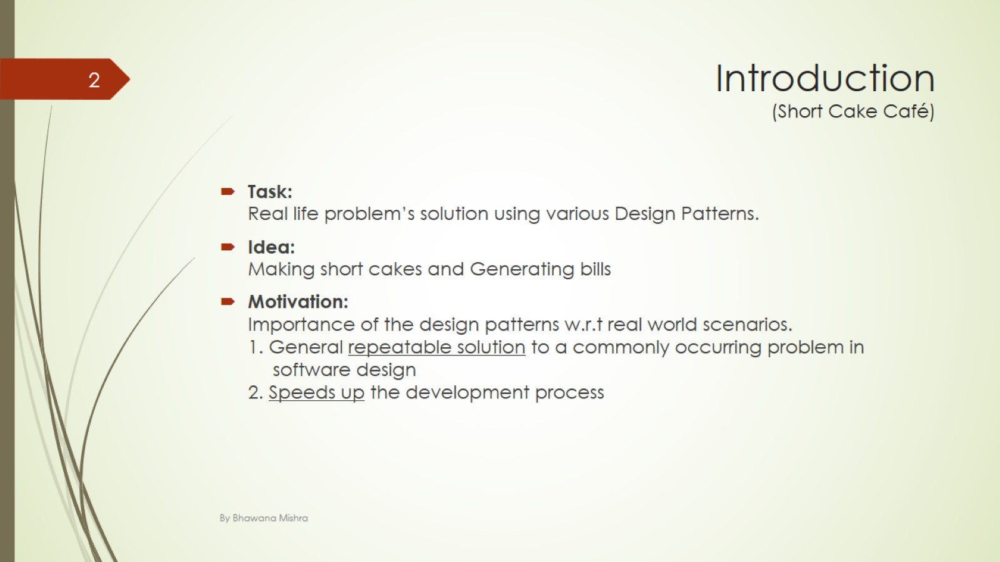 2
Introduction
(Short Cake Café)
Task:
Real life problem’s solution using various Design Patterns.
Idea:
Making short cakes and Generating bills
Motivation:
Importance of the design patterns w.r.t real world scenarios.
1. General repeatable solution to a commonly occurring problem in
software design
2. Speeds up the development process
By Bhawana Mishra